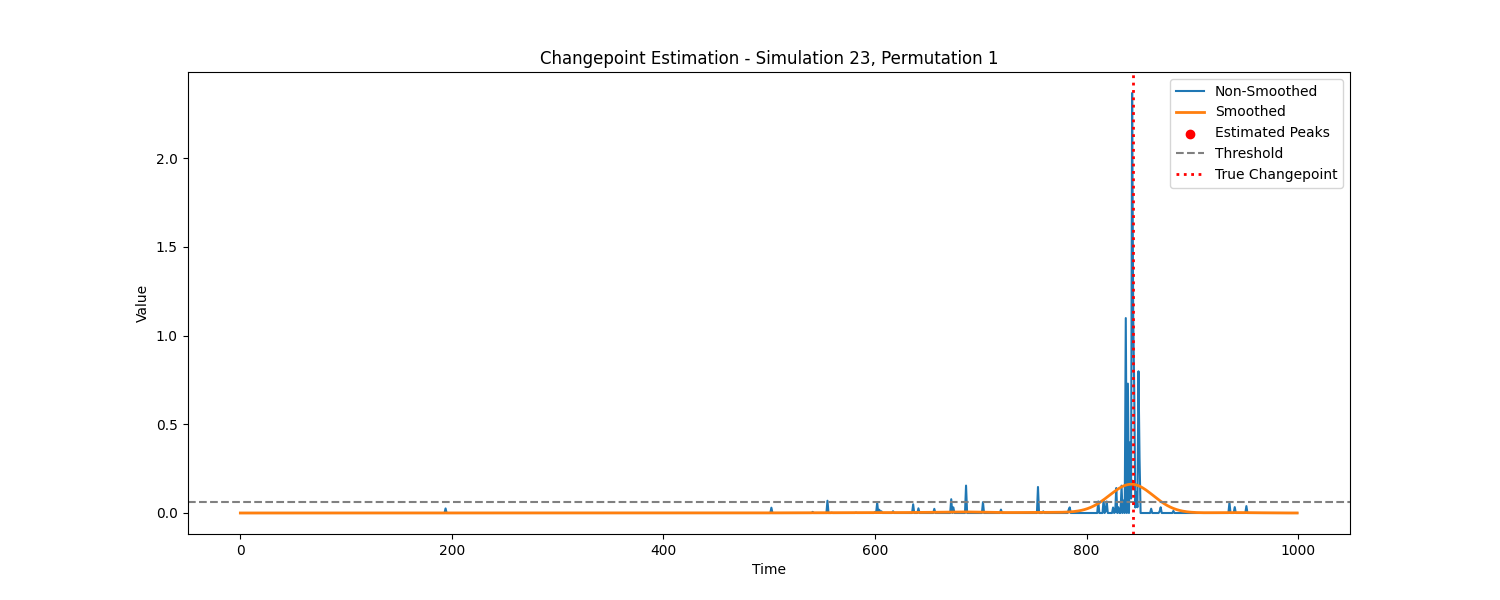 Changepoint Estimation - Simulation 23, Permutation 1
Non-Smoothed
Smoothed
Estimated Peaks
Threshold
True Changepoint
Value
2.0
1.5
1.0
0.5
0.0
0
200
400
600
800
1000
Time